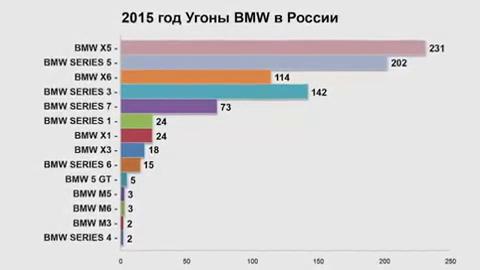 2015 год Угоны BMW в России
BMW X5 - 231
BMW SERIES 5 - 202
BMW X6 - 114
BMW SERIES 3 - 142
BMW SERIES 7 - 73
BMW SERIES 1 - 24
BMW X1 - 24
BMW X3 - 18
BMW SERIES 6 - 15
BMW 5 GT - 5
BMW M5 - 3
BMW M6 - 3
BMW M3 - 2
BMW SERIES 4 - 2
0 50 100 150 200 250